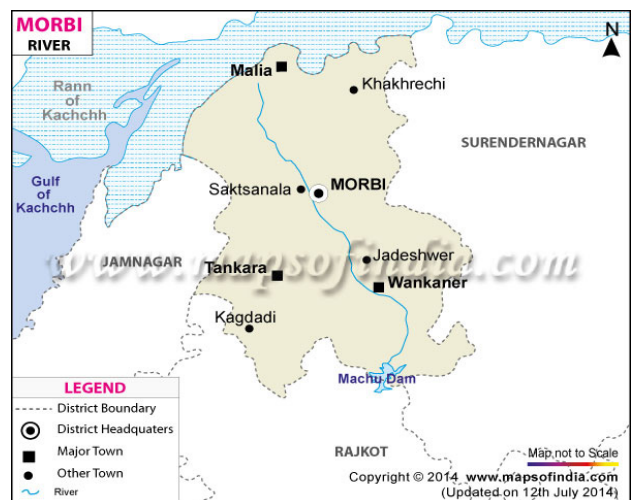 MORBI
RIVER
N
Malia
Khakhrechi
Rann
of
Kachchh
SURENDERNAGAR
Gulf
of
Kachchh
Saktsanala
MORBI
www.mapsofindia.com
JAMNAGAR
Jadeshwer
Tankara
Wankaner
Kagdadi
Machu Dam
LEGEND
District Boundary
District Headquaters
Major Town
Other Town
River
RAJKOT
Map not to Scale
Copyright © 2014 www.mapsofindia.com
(Updated on 12th July 2014)